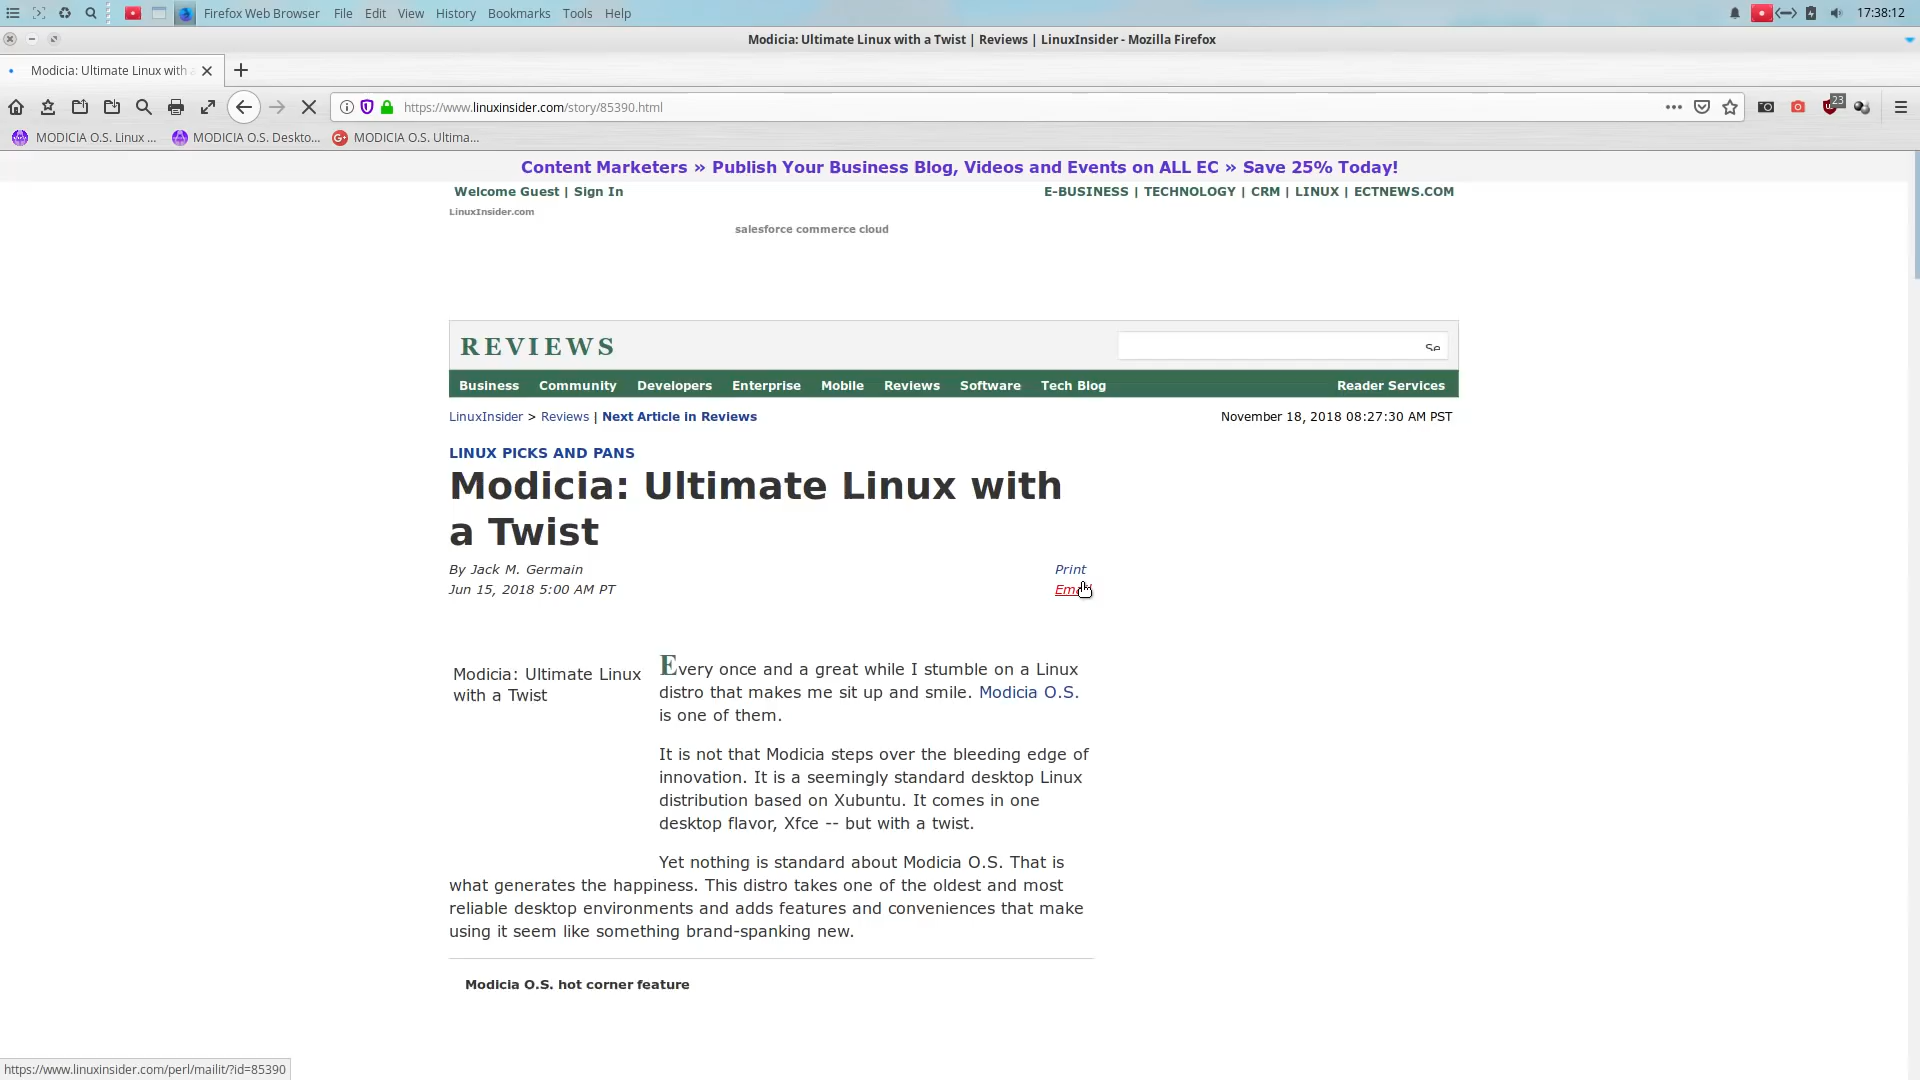 Firefox Web Browser File Edit View History Bookmarks Tools Help 17:38:12
Modicia: Ultimate Linux with a Twist | Reviews | LinuxInsider - Mozilla Firefox
Modicia: Ultimate Linux with
https://www.linuxinsider.com/story/85390.html 23
MODICIA O.S. Linux ... MODICIA O.S. Deskto... MODICIA O.S. Ultima...
Content Marketers » Publish Your Business Blog, Videos and Events on ALL EC » Save 25% Today!
Welcome Guest | Sign In E-BUSINESS | TECHNOLOGY | CRM | LINUX | ECTNEWS.COM
LinuxInsider.com
salesforce commerce cloud
REVIEWS Se
Business Community Developers Enterprise Mobile Reviews Software Tech Blog Reader Services
LinuxInsider > Reviews | Next Article in Reviews November 18, 2018 08:27:30 AM PST
LINUX PICKS AND PANS
Modicia: Ultimate Linux with
a Twist
By Jack M. Germain Print
Jun 15, 2018 5:00 AM PT
Modicia: Ultimate Linux
with a Twist
Every once and a great while I stumble on a Linux
distro that makes me sit up and smile. Modicia O.S.
is one of them.
It is not that Modicia steps over the bleeding edge of
innovation. It is a seemingly standard desktop Linux
distribution based on Xubuntu. It comes in one
desktop flavor, Xfce -- but with a twist.
Yet nothing is standard about Modicia O.S. That is
what generates the happiness. This distro takes one of the oldest and most
reliable desktop environments and adds features and conveniences that make
using it seem like something brand-spanking new.
Modicia O.S. hot corner feature
https://www.linuxinsider.com/perl/mailit/?id=85390